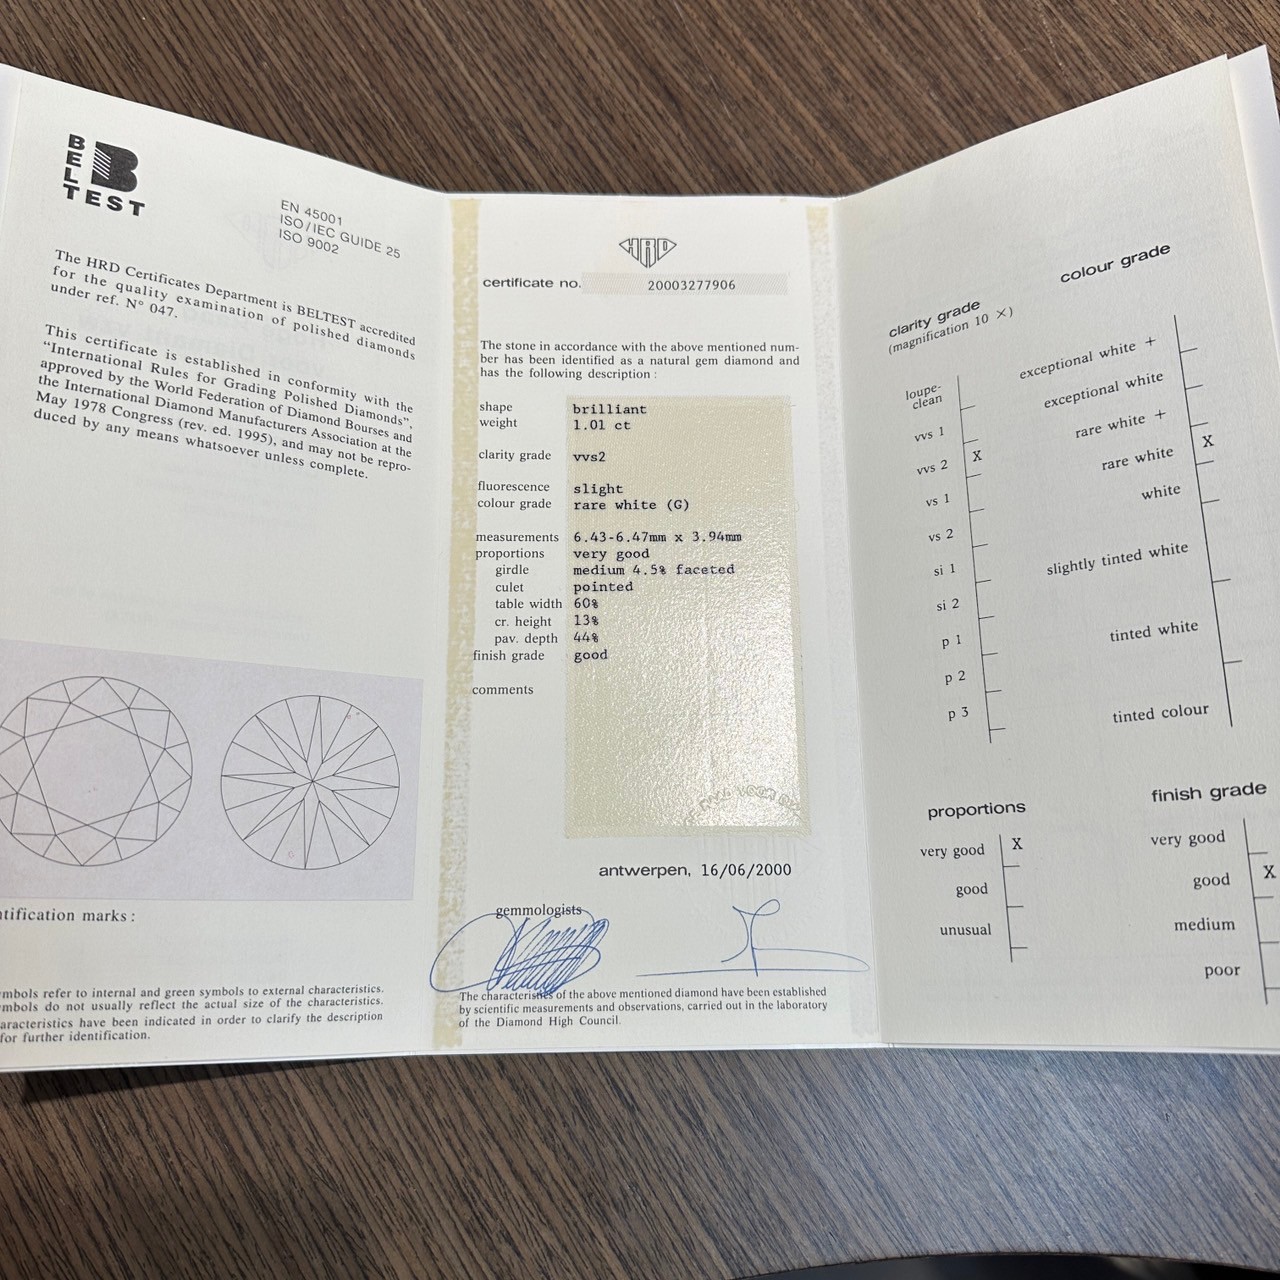 BELTEST
EN 45001
ISO/IEC GUIDE 25
ISO 9002
The HRD Certificates Department is BELTEST accredited
for the quality examination of polished diamonds
under ref. N° 047.
This certificate is established in conformity with the
“International Rules for Grading Polished Diamonds”,
approved by the World Federation of Diamond Bourses and
the International Diamond Manufacturers Association at the
May 1978 Congress (rev. ed. 1995), and may not be repro-
duced by any means whatsoever unless complete.
marks :
refer to internal and green symbols to external characteristics.
do not usually reflect the actual size of the characteristics.
have been indicated in order to clarify the description
for further identification.
HRD
certificate no. 20003277906
The stone in accordance with the above mentioned num-
ber has been identified as a natural gem diamond and
has the following description :
shape brilliant
weight 1.01 ct
clarity grade vvs2
fluorescence slight
colour grade rare white (G)
measurements 6.43-6.47mm x 3.94mm
proportions very good
girdle medium 4.5% faceted
culet pointed
table width 60%
cr. height 13%
pav. depth 44%
finish grade good
comments
antwerpen, 16/06/2000
gemmologists
The characteristics of the above mentioned diamond have been established
by scientific measurements and observations, carried out in the laboratory
of the Diamond High Council.
clarity grade
(magnification 10 ×)
loupe-
clean
vvs 1
vvs 2 X
vs 1
vs 2
si 1
si 2
p 1
p 2
p 3
colour grade
exceptional white +
exceptional white
rare white +
rare white X
white
slightly tinted white
tinted white
tinted colour
proportions
very good X
good
unusual
finish grade
very good
good X
medium
poor